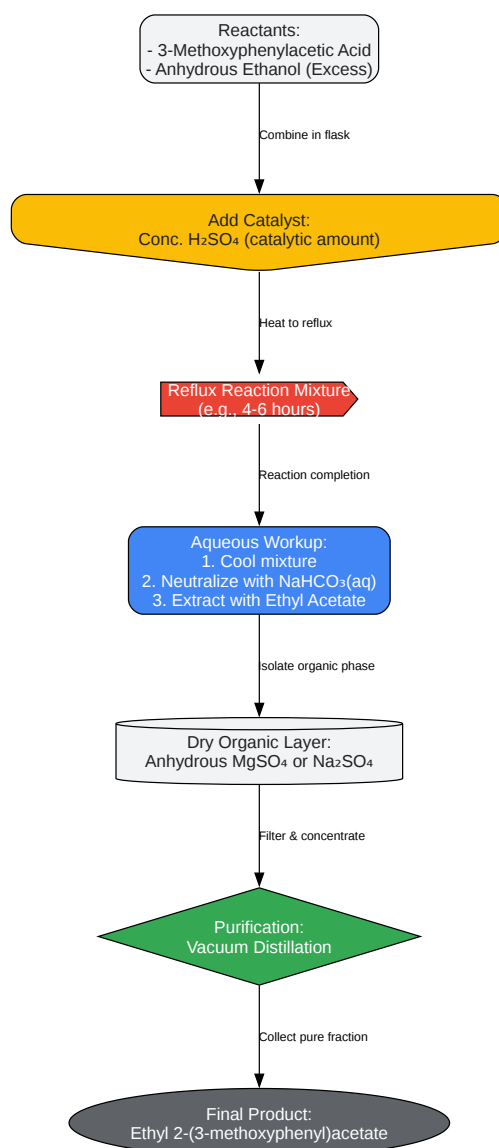 Reactants:
- 3-Methoxyphenylacetic Acid
- Anhydrous Ethanol (Excess)
Combine in flask
Add Catalyst:
Conc. H₂SO₄ (catalytic amount)
Heat to reflux
Reflux Reaction Mixture
(e.g., 4-6 hours)
Reaction completion
Aqueous Workup:
1. Cool mixture
2. Neutralize with NaHCO₃(aq)
3. Extract with Ethyl Acetate
Isolate organic phase
Dry Organic Layer:
Anhydrous MgSO₄ or Na₂SO₄
Filter & concentrate
Purification:
Vacuum Distillation
Collect pure fraction
Final Product:
Ethyl 2-(3-methoxyphenyl)acetate